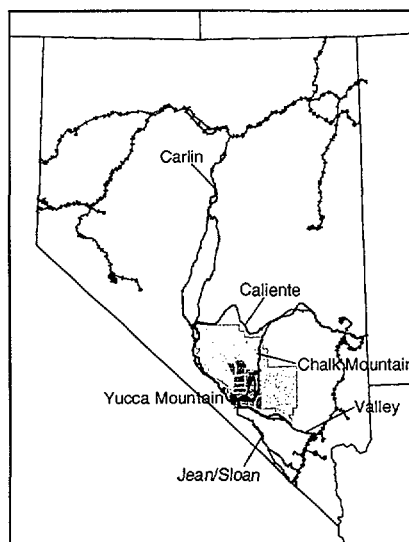 Carlin
Caliente
Chalk Mountain
Yucca Mountain
Valley
Jean/Sloan